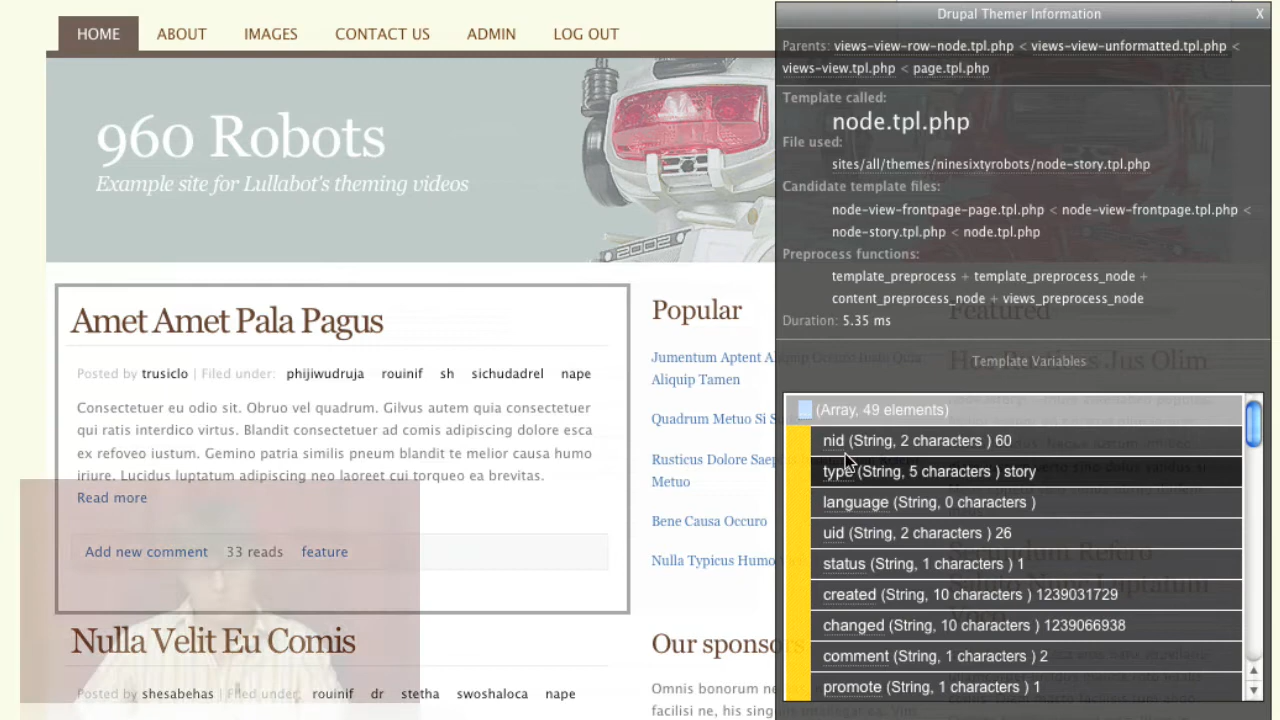 HOME ABOUT IMAGES CONTACT US ADMIN LOG OUT
960 Robots
Example site for Lullabot's theming videos
Amet Amet Pala Pagus
Posted by trusiclo | Filed under: phijiwudruja rouinif sh sichudadrel nape
Consectetuer eu odio sit. Obruo vel quadrum. Gilvus autem quia consectetuer
qui ratis interdico virtus. Blandit consectetuer ad comis adipiscing dolore esca
ut refoveo iustum. Gemino patria similis pneum blandit te melior causa humo
iriure. Lucidus luptatum adipiscing neo laoreet cui torqueo ea brevitas.
Read more
Add new comment 33 reads feature
Nulla Velit Eu Comis
Posted by shesabehas | Filed under: rouinif dr stetha swoshaloca nape
Popular
Jumentum Aptent
Aliquip Tamen
Quadrum Metuo Si S
Rusticus Dolore Saep
Metuo
Bene Causa Occuro
Nulla Typicus Humo
Our sponsors
Omnis bonorum ne
facilisi ne, his sing
Drupal Themer Information X
Parents: views-view-row-node.tpl.php < views-view-unformatted.tpl.php <
views-view.tpl.php < page.tpl.php
Template called:
node.tpl.php
File used:
sites/all/themes/ninesixtyrobots/node-story.tpl.php
Candidate template files:
node-view-frontpage-page.tpl.php < node-view-frontpage.tpl.php <
node-story.tpl.php < node.tpl.php
Preprocess functions:
template_preprocess + template_preprocess_node +
content_preprocess_node + views_preprocess_node
Duration: 5.35 ms
Featured
Template Variables
... (Array, 49 elements)
nid (String, 2 characters ) 60
type (String, 5 characters ) story
language (String, 0 characters )
uid (String, 2 characters ) 26
status (String, 1 characters ) 1
created (String, 10 characters ) 1239031729
changed (String, 10 characters ) 1239066938
comment (String, 1 characters ) 2
promote (String, 1 characters ) 1